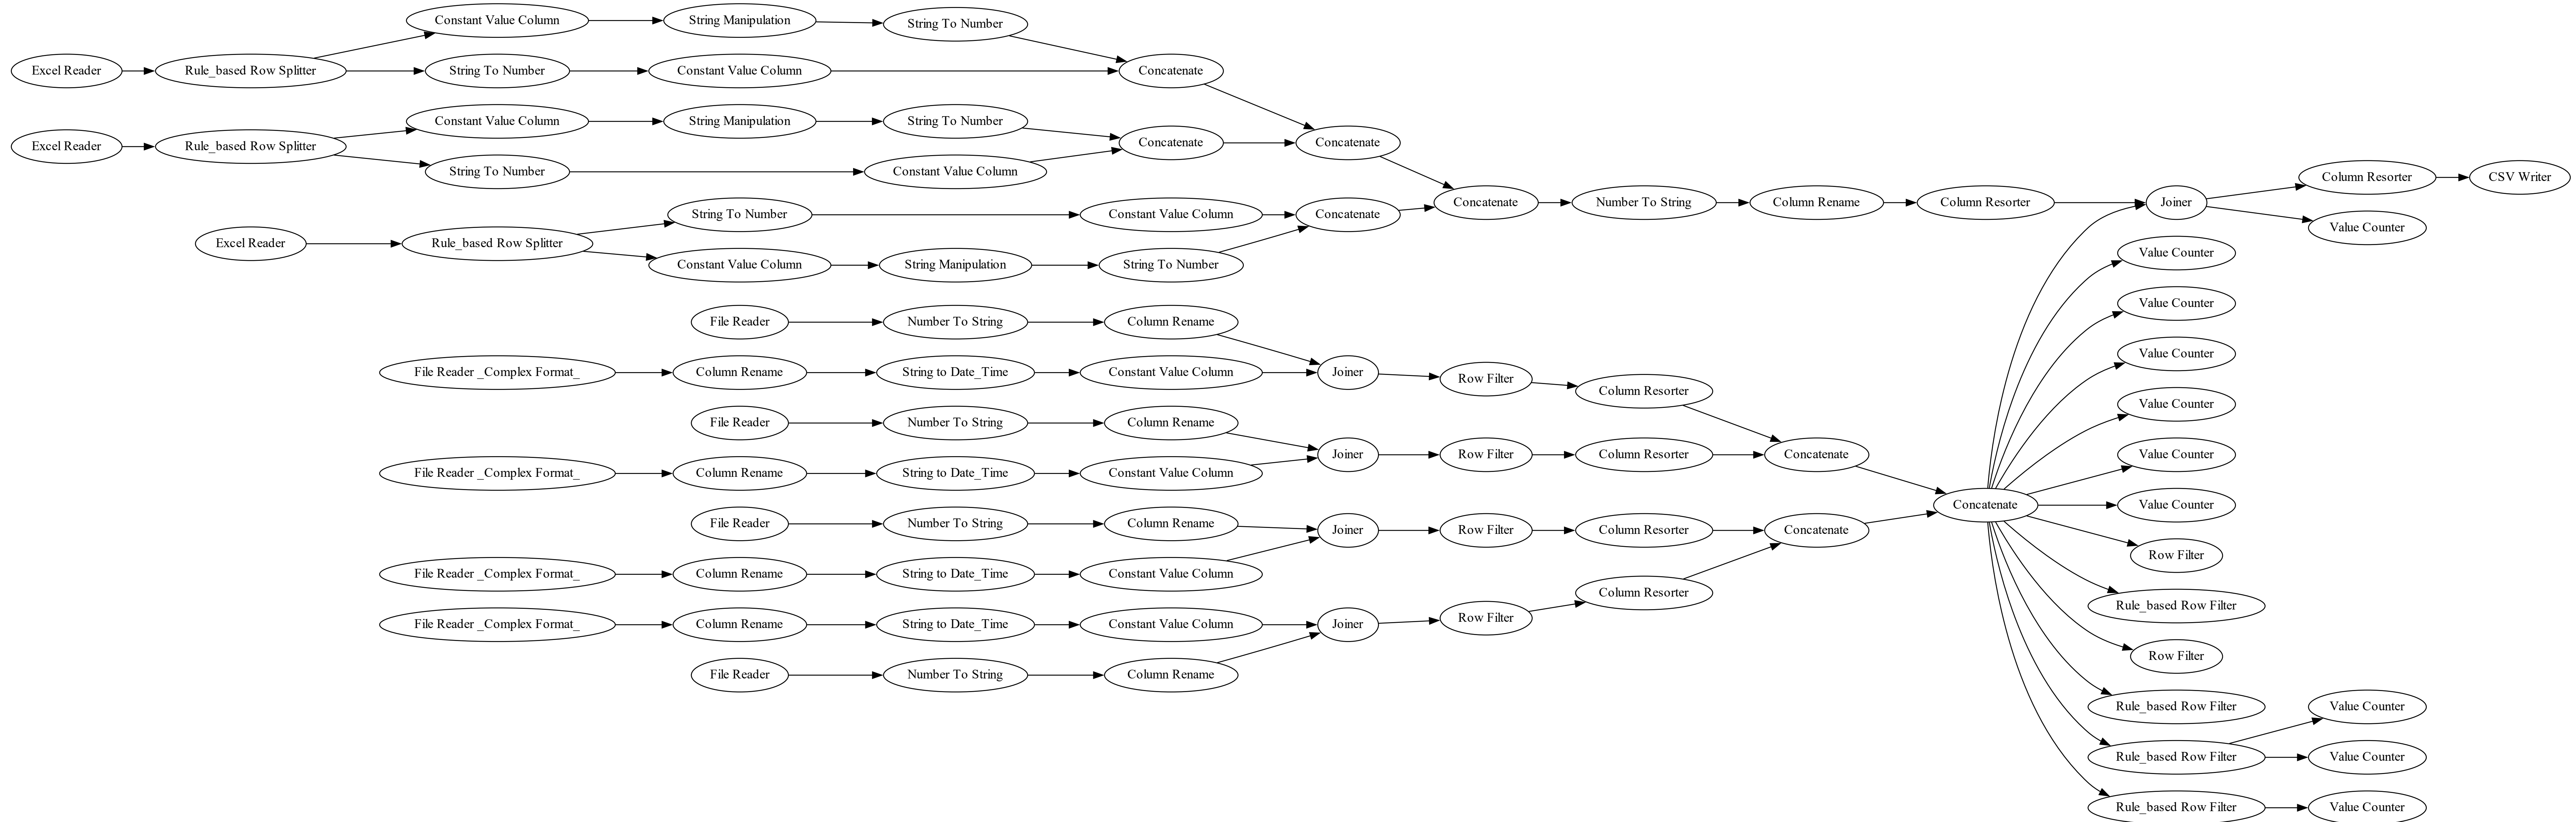 Constant Value Column
String Manipulation
String To Number
Excel Reader
Rule_based Row Splitter
String To Number
Constant Value Column
Concatenate
Constant Value Column
String Manipulation
String To Number
Excel Reader
Rule_based Row Splitter
Concatenate
Concatenate
String To Number
Constant Value Column
Column Resorter
CSV Writer
Concatenate
Number To String
Column Rename
Column Resorter
Joiner
String To Number
Constant Value Column
Concatenate
Value Counter
Excel Reader
Rule_based Row Splitter
Value Counter
Constant Value Column
String Manipulation
String To Number
Value Counter
File Reader
Number To String
Column Rename
Value Counter
File Reader _Complex Format_
Column Rename
String to Date_Time
Constant Value Column
Joiner
Row Filter
Column Resorter
Value Counter
File Reader
Number To String
Column Rename
Joiner
Row Filter
Column Resorter
Concatenate
Value Counter
File Reader _Complex Format_
Column Rename
String to Date_Time
Constant Value Column
Concatenate
Value Counter
File Reader
Number To String
Column Rename
Joiner
Row Filter
Column Resorter
Concatenate
Row Filter
File Reader _Complex Format_
Column Rename
String to Date_Time
Constant Value Column
Column Resorter
Rule_based Row Filter
File Reader _Complex Format_
Column Rename
String to Date_Time
Constant Value Column
Joiner
Row Filter
Row Filter
File Reader
Number To String
Column Rename
Rule_based Row Filter
Value Counter
Rule_based Row Filter
Value Counter
Rule_based Row Filter
Value Counter